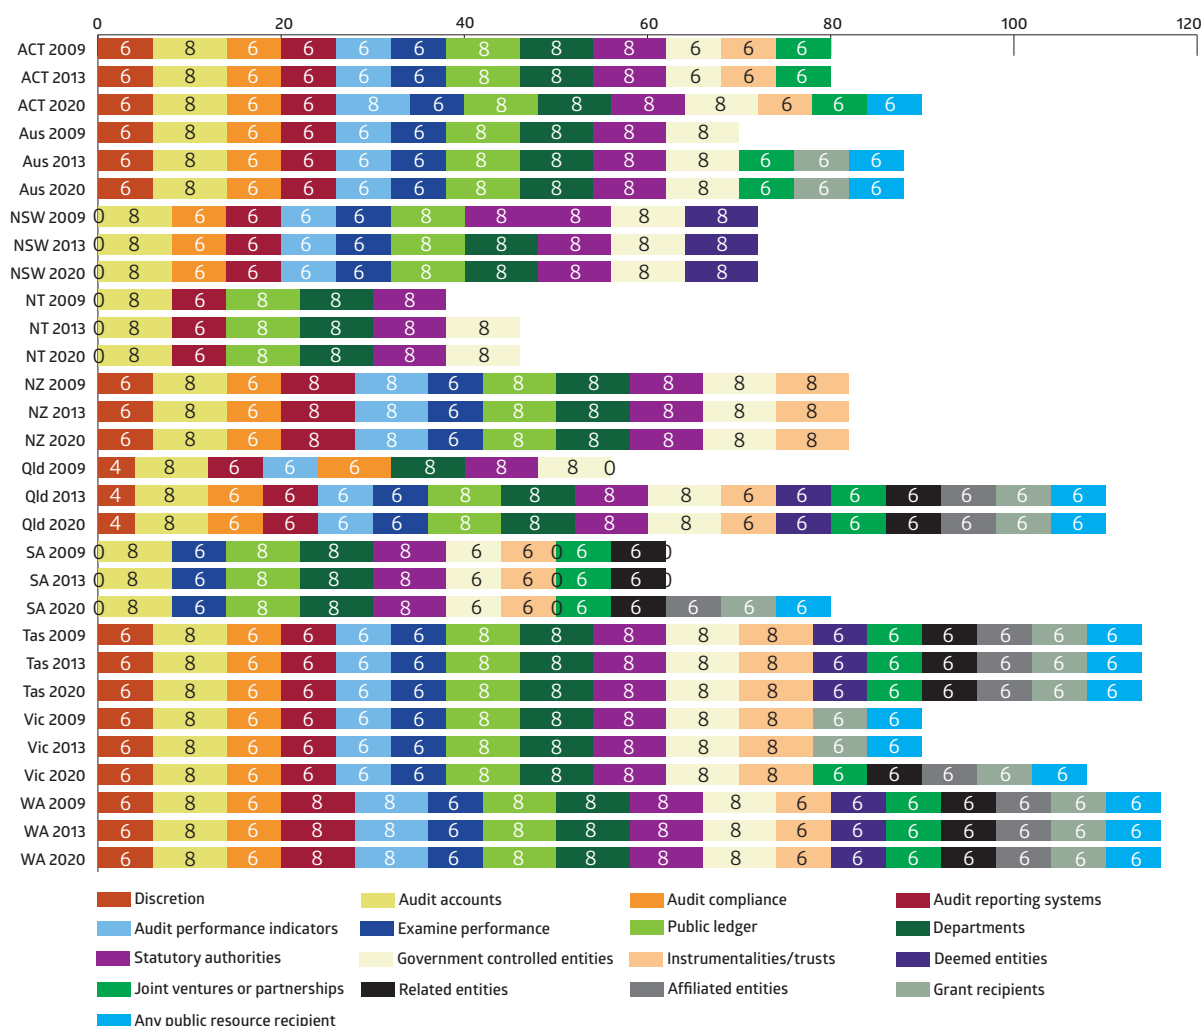 0 20 40 60 80 100 120
ACT 2009 6 8 6 6 6 6 8 8 8 6 6 6
ACT 2013 6 8 6 6 6 6 8 8 8 6 6 6
ACT 2020 6 8 6 6 8 6 8 8 8 8 6 6 6
Aus 2009 6 8 6 6 6 6 8 8 8 8
Aus 2013 6 8 6 6 6 6 8 8 8 8 6 6 6
Aus 2020 6 8 6 6 6 6 8 8 8 8 6 6 6
NSW 2009 0 8 6 6 6 6 8 8 8 8 8
NSW 2013 0 8 6 6 6 6 8 8 8 8 8
NSW 2020 0 8 6 6 6 6 8 8 8 8 8
NT 2009 0 8 6 8 8 8
NT 2013 0 8 6 8 8 8 8
NT 2020 0 8 6 8 8 8 8
NZ 2009 6 8 6 8 8 6 8 8 8 8 8
NZ 2013 6 8 6 8 8 6 8 8 8 8 8
NZ 2020 6 8 6 8 8 6 8 8 8 8 8
Qld 2009 4 8 6 6 6 8 8 8 0
Qld 2013 4 8 6 6 6 6 8 8 8 8 6 6 6 6 6 6 6
Qld 2020 4 8 6 6 6 6 8 8 8 8 6 6 6 6 6 6 6
SA 2009 0 8 6 8 8 8 6 6 0 6 6 0
SA 2013 0 8 6 8 8 8 6 6 0 6 6 0
SA 2020 0 8 6 8 8 8 6 6 0 6 6 6 6 6
Tas 2009 6 8 6 6 6 6 8 8 8 8 8 6 6 6 6 6 6
Tas 2013 6 8 6 6 6 6 8 8 8 8 8 6 6 6 6 6 6
Tas 2020 6 8 6 6 6 6 8 8 8 8 8 6 6 6 6 6 6
Vic 2009 6 8 6 6 6 6 8 8 8 8 8 6 6
Vic 2013 6 8 6 6 6 6 8 8 8 8 8 6 6
Vic 2020 6 8 6 6 6 6 8 8 8 8 8 6 6 6 6 6
WA 2009 6 8 6 8 8 6 8 8 8 8 6 6 6 6 6 6 6
WA 2013 6 8 6 8 8 6 8 8 8 8 6 6 6 6 6 6 6
WA 2020 6 8 6 8 8 6 8 8 8 8 6 6 6 6 6 6 6
Discretion Audit accounts Audit compliance Audit reporting systems
Audit performance indicators Examine performance Public ledger Departments
Statutory authorities Government controlled entities Instrumentalities/trusts Deemed entities
Joint ventures or partnerships Related entities Affiliated entities Grant recipients
Any public resource recipient